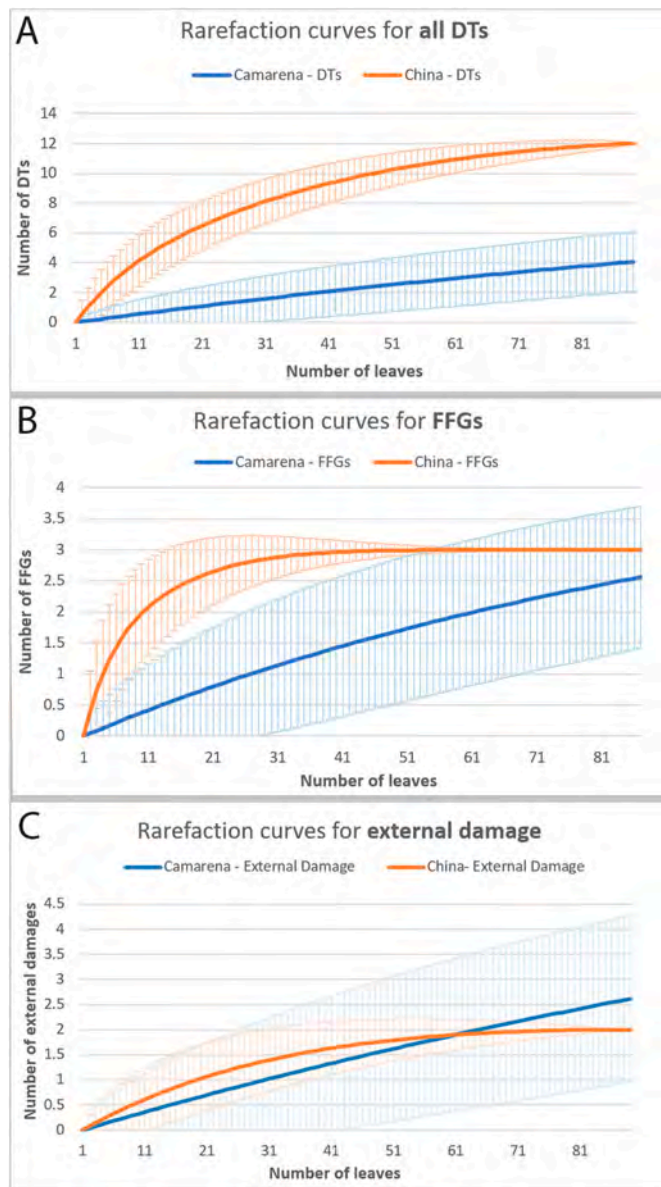 A
Rarefaction curves for all DTs
Camarena - DTs
China - DTs
Number of DTs
14
12
10
8
6
4
2
0
1 11 21 31 41 51 61 71 81
Number of leaves
B
Rarefaction curves for FFGs
Camarena - FFGs
China - FFGs
Number of FFGs
4
3.5
3
2.5
2
1.5
1
0.5
0
1 11 21 31 41 51 61 71 81
Number of leaves
C
Rarefaction curves for external damage
Camarena - External Damage
China- External Damage
Number of external damages
4.5
4
3.5
3
2.5
2
1.5
1
0.5
0
1 11 21 31 41 51 61 71 81
Number of leaves